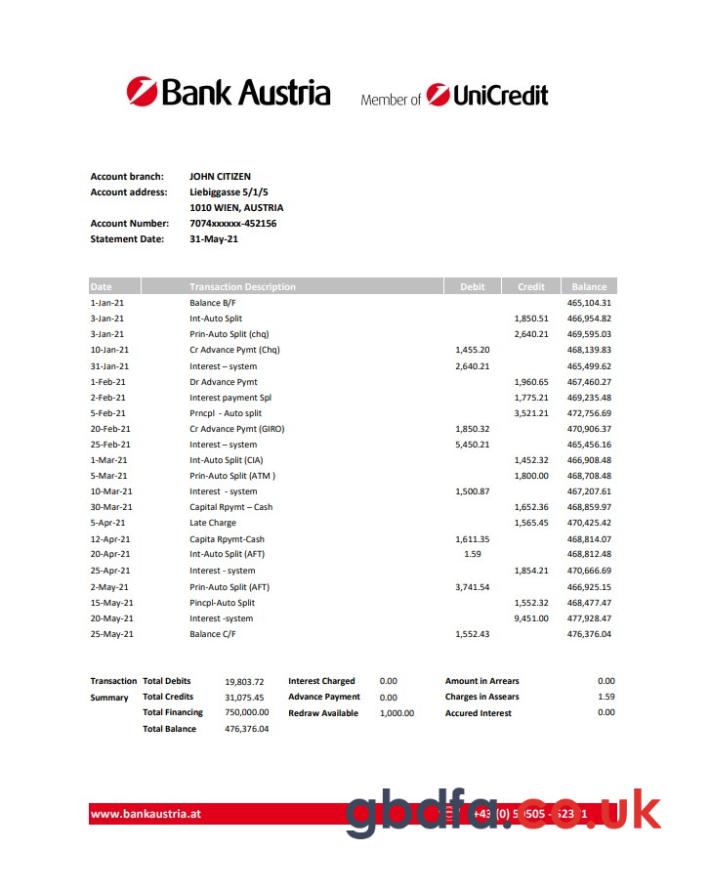 Bank Austria Member of UniCredit
Account branch: JOHN CITIZEN
Account address: Liebiggasse 5/1/5
1010 WIEN, AUSTRIA
Account Number: 7074xxxxxx-452156
Statement Date: 31-May-21
Date Transaction Description Debit Credit Balance
1-Jan-21 Balance B/F 465,104.31
3-Jan-21 Int-Auto Split 1,850.51 466,954.82
3-Jan-21 Prin-Auto Split (chq) 2,640.21 469,595.03
10-Jan-21 Cr Advance Pymt (Chq) 1,455.20 468,139.83
31-Jan-21 Interest – system 2,640.21 465,499.62
1-Feb-21 Dr Advance Pymt 1,960.65 467,460.27
2-Feb-21 Interest payment Spl 1,775.21 469,235.48
5-Feb-21 Prncpl - Auto split 3,521.21 472,756.69
20-Feb-21 Cr Advance Pymt (GIRO) 1,850.32 470,906.37
25-Feb-21 Interest – system 5,450.21 465,456.16
1-Mar-21 Int-Auto Split (CIA) 1,452.32 466,908.48
5-Mar-21 Prin-Auto Split (ATM ) 1,800.00 468,708.48
10-Mar-21 Interest - system 1,500.87 467,207.61
30-Mar-21 Capital Rpymt – Cash 1,652.36 468,859.97
5-Apr-21 Late Charge 1,565.45 470,425.42
12-Apr-21 Capita Rpymt-Cash 1,611.35 468,814.07
20-Apr-21 Int-Auto Split (AFT) 1.59 468,812.48
25-Apr-21 Interest - system 1,854.21 470,666.69
2-May-21 Prin-Auto Split (AFT) 3,741.54 466,925.15
15-May-21 Pincpl-Auto Split 1,552.32 468,477.47
20-May-21 Interest -system 9,451.00 477,928.47
25-May-21 Balance C/F 1,552.43 476,376.04
Transaction Total Debits 19,803.72 Interest Charged 0.00 Amount in Arrears 0.00
Summary Total Credits 31,075.45 Advance Payment 0.00 Charges in Assears 1.59
Total Financing 750,000.00 Redraw Available 1,000.00 Accured Interest 0.00
Total Balance 476,376.04
www.bankaustria.at +43 (0)
gbdfa.co.uk